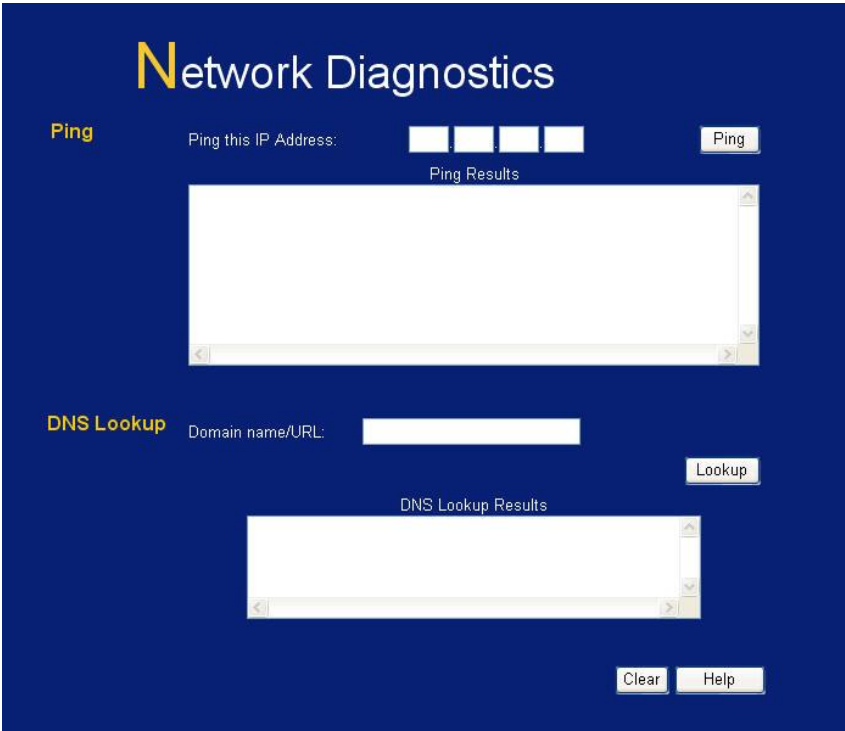 Network Diagnostics
Ping
Ping this IP Address: . . .
Ping
Ping Results
DNS Lookup
Domain name/URL:
Lookup
DNS Lookup Results
Clear
Help